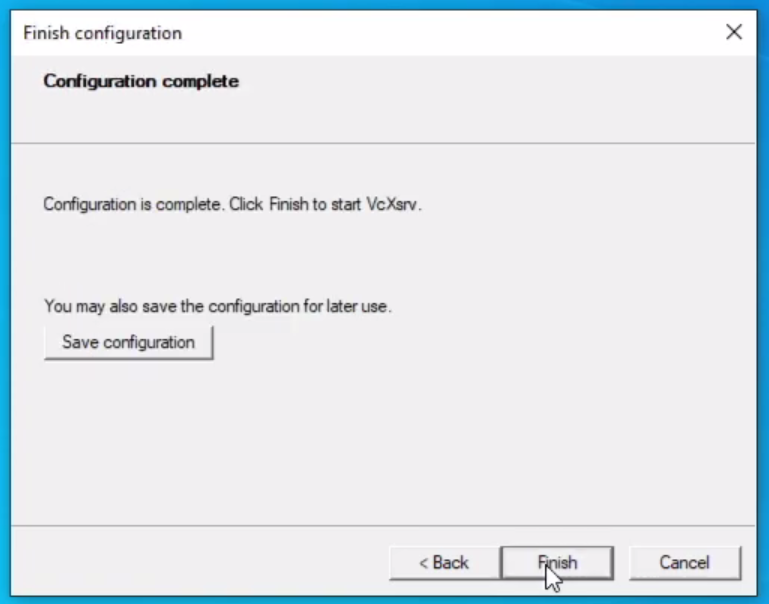 Finish configuration
Configuration complete
Configuration is complete. Click Finish to start VcXsrv.
You may also save the configuration for later use.
Save configuration
< Back
Finish
Cancel